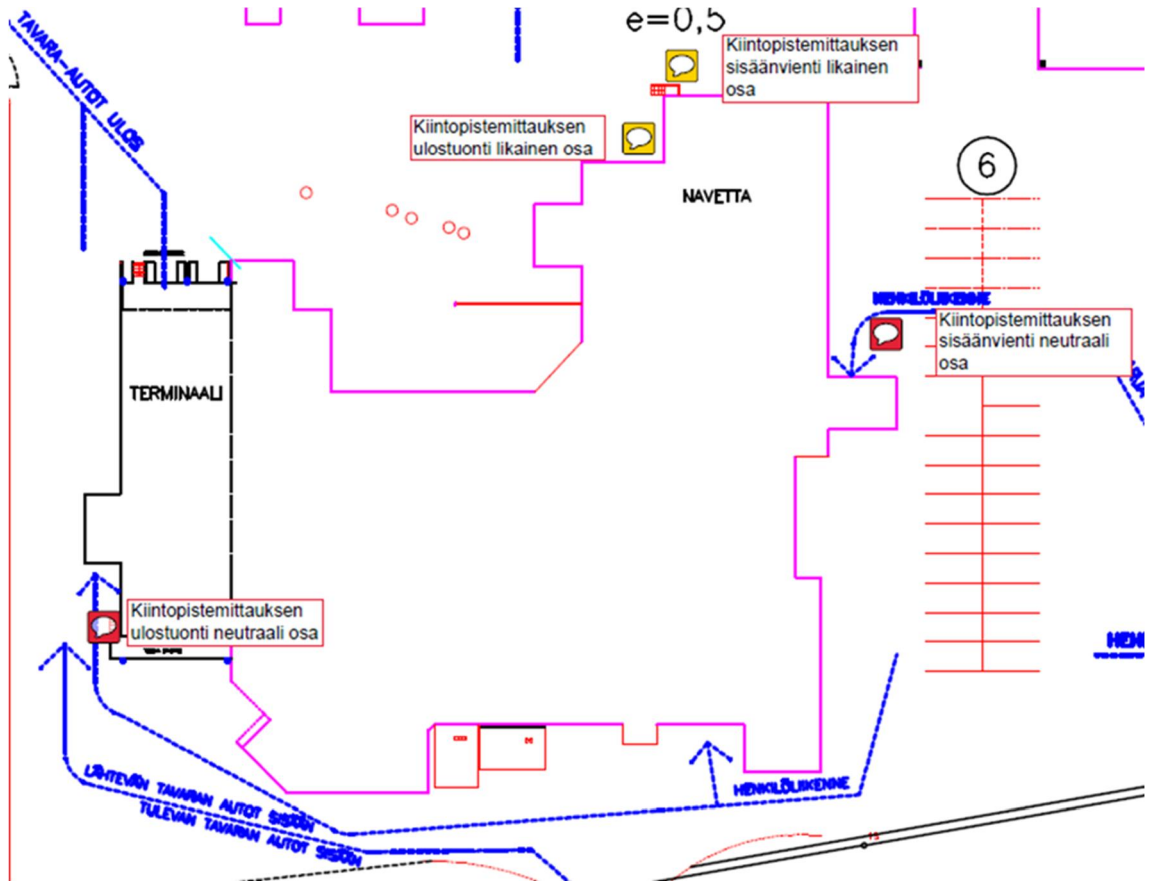 e=0,5
Kiintopistemittauksen
sisäänvienti likainen
osa
TAVARA-AUTOT ULOS
Kiintopistemittauksen
ulostuonti likainen osa
6
NAVETTA
HENKILÖLIIKENNE
Kiintopistemittauksen
sisäänvienti neutraali
osa
TERMINAALI
Kiintopistemittauksen
ulostuonti neutraali osa
HENK
LÄHTEVÄN TAVARAN AUTOT SISÄÄN
TULEVAN TAVARAN AUTOT SISÄÄN
HENKILÖLIIKENNE